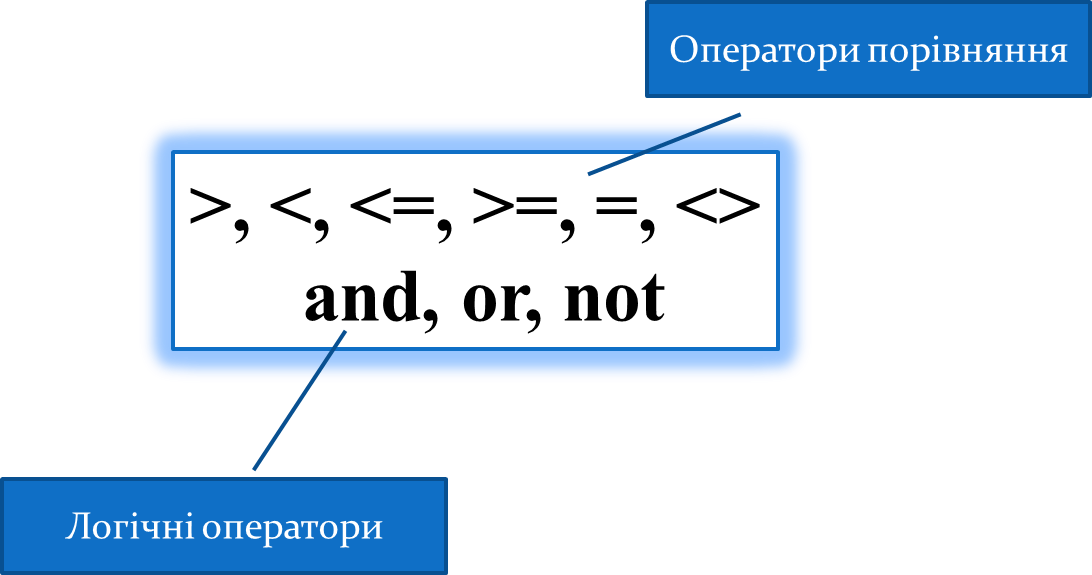 Оператори порівняння
>, <, <=, >=, =, <>
and, or, not
Логічні оператори